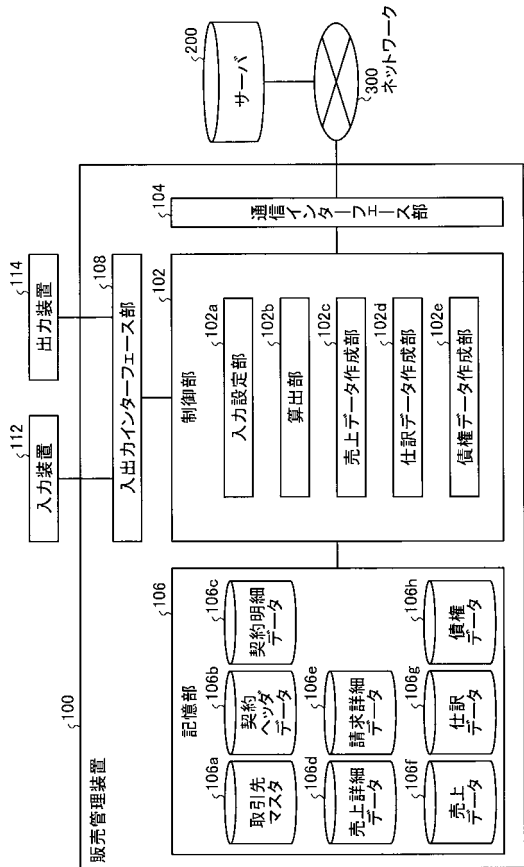 100
販売管理装置
112
入力装置
114
出力装置
108
入出力インターフェース部
106
記憶部
106a
取引先
マスタ
106b
契約
ヘッダ
データ
106c
契約明細
データ
106d
売上詳細
データ
106e
請求詳細
データ
106f
売上
データ
106g
仕訳
データ
106h
債権
データ
102
制御部
102a
入力設定部
102b
算出部
102c
売上データ作成部
102d
仕訳データ作成部
102e
債権データ作成部
104
通信インターフェース部
200
サーバ
300
ネットワーク